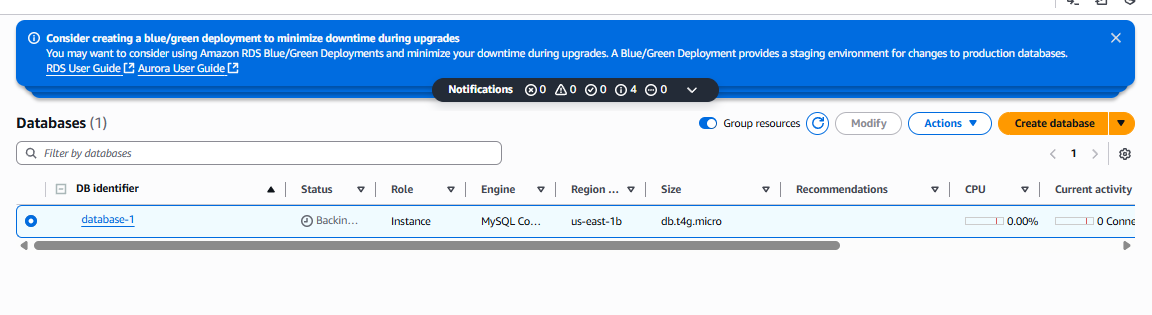 Consider creating a blue/green deployment to minimize downtime during upgrades
You may want to consider using Amazon RDS Blue/Green Deployments and minimize your downtime during upgrades. A Blue/Green Deployment provides a staging environment for changes to production databases.
RDS User Guide Aurora User Guide
Notifications 0 0 0 4 0
Databases (1)
Group resources Modify Actions Create database
Filter by databases
1
DB identifier Status Role Engine Region ... Size Recommendations CPU Current activity
database-1 Backin... Instance MySQL Co... us-east-1b db.t4g.micro 0.00% 0 Conne